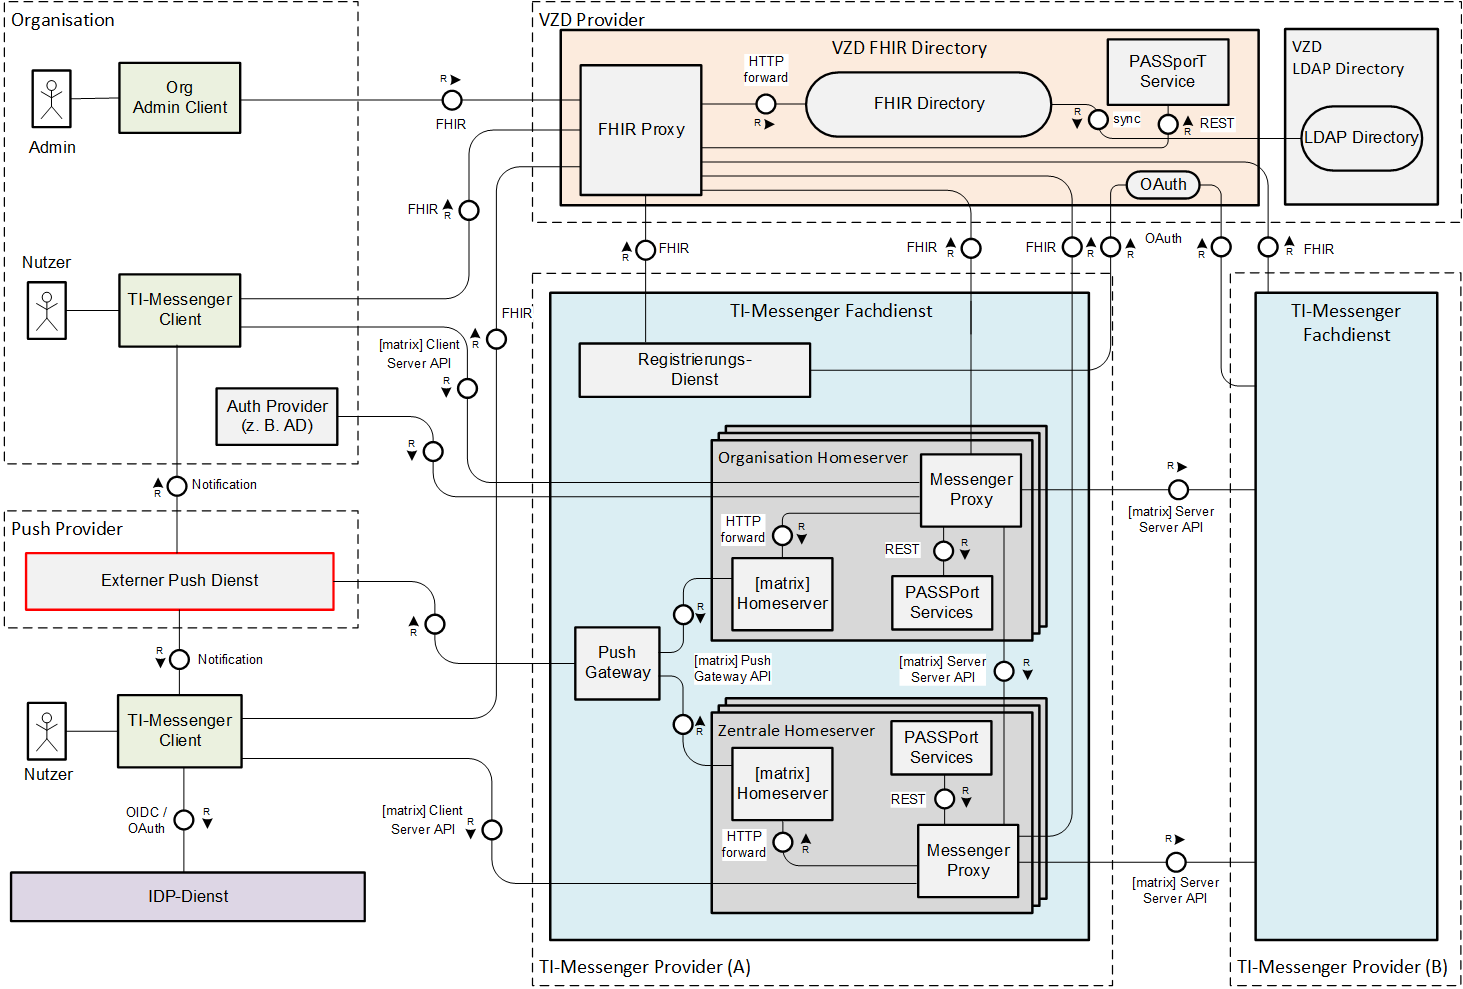 Organisation
Admin
Org
Admin Client
R
FHIR
FHIR
R
Nutzer
TI-Messenger
Client
FHIR
R
[matrix] Client
Server API
R
Auth Provider
(z. B. AD)
R
R
Notification
Push Provider
Externer Push Dienst
R
R
Notification
Nutzer
TI-Messenger
Client
OIDC /
OAuth
R
[matrix] Client
Server API
R
IDP-Dienst
VZD Provider
VZD FHIR Directory
FHIR Proxy
HTTP
forward
R
FHIR Directory
PASSporT
Service
R
sync
R
REST
VZD
LDAP Directory
LDAP Directory
OAuth
R
FHIR
FHIR
R
FHIR
R
R
OAuth
R
R
FHIR
TI-Messenger Fachdienst
Registrierungs-
Dienst
Organisation Homeserver
Messenger
Proxy
HTTP
forward
R
REST
R
[matrix]
Homeserver
PASSPort
Services
R
Push
Gateway
[matrix] Push
Gateway API
[matrix] Server
Server API
R
R
Zentrale Homeserver
PASSPort
Services
[matrix]
Homeserver
REST
R
HTTP
forward
R
Messenger
Proxy
TI-Messenger Provider (A)
R
[matrix] Server
Server API
R
[matrix] Server
Server API
TI-Messenger
Fachdienst
TI-Messenger Provider (B)